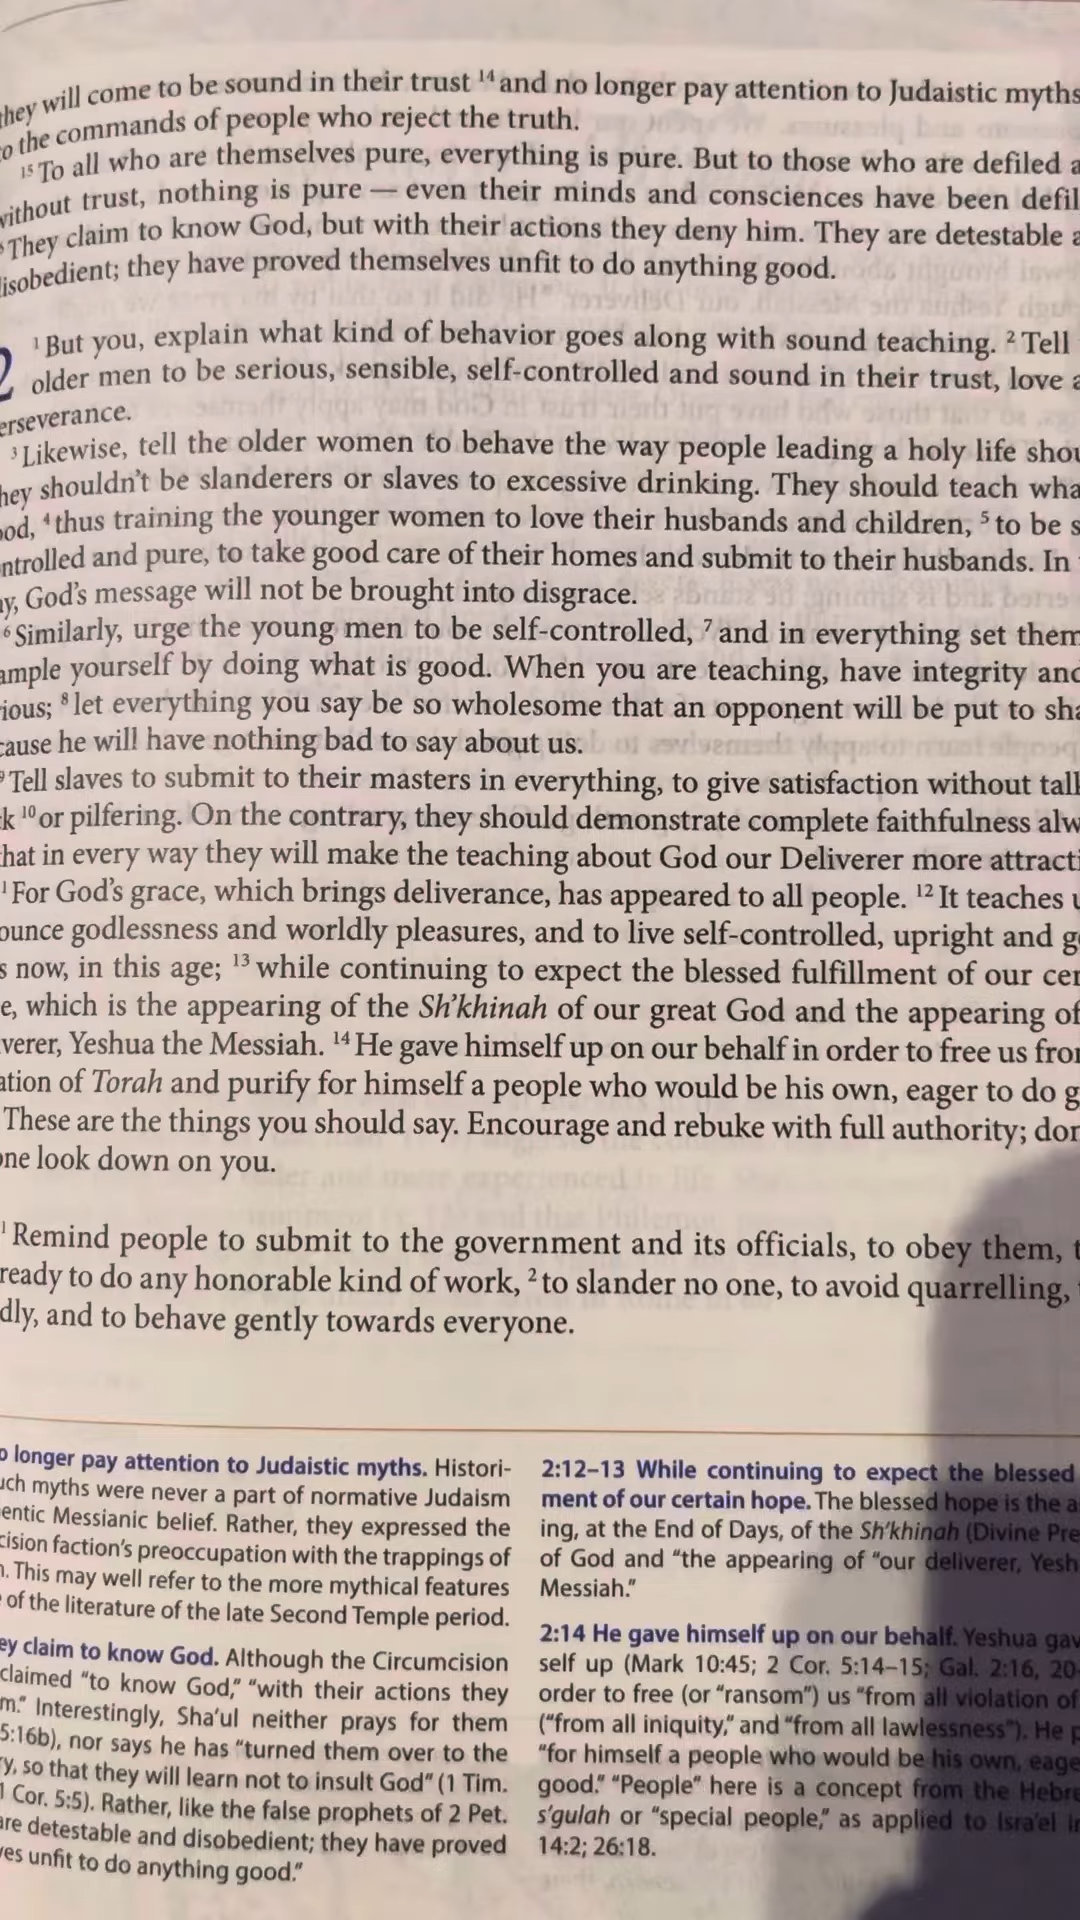 they will come to be sound in their trust 14 and no longer pay attention to Judaistic myths
to the commands of people who reject the truth.
15 To all who are themselves pure, everything is pure. But to those who are defiled a
without trust, nothing is pure — even their minds and consciences have been defil
They claim to know God, but with their actions they deny him. They are detestable a
disobedient; they have proved themselves unfit to do anything good.
2 1 But you, explain what kind of behavior goes along with sound teaching. 2 Tell
older men to be serious, sensible, self-controlled and sound in their trust, love a
erseverance.
3 Likewise, tell the older women to behave the way people leading a holy life shou
hey shouldn't be slanderers or slaves to excessive drinking. They should teach wha
ood, 4 thus training the younger women to love their husbands and children, 5 to be s
ntrolled and pure, to take good care of their homes and submit to their husbands. In
ay, God's message will not be brought into disgrace.
6 Similarly, urge the young men to be self-controlled, 7 and in everything set them
ample yourself by doing what is good. When you are teaching, have integrity and
rious; 8 let everything you say be so wholesome that an opponent will be put to sha
cause he will have nothing bad to say about us.
9 Tell slaves to submit to their masters in everything, to give satisfaction without talk
k 10 or pilfering. On the contrary, they should demonstrate complete faithfulness alw
hat in every way they will make the teaching about God our Deliverer more attracti
1 For God's grace, which brings deliverance, has appeared to all people. 12 It teaches u
ounce godlessness and worldly pleasures, and to live self-controlled, upright and go
s now, in this age; 13 while continuing to expect the blessed fulfillment of our cer
e, which is the appearing of the Sh'khinah of our great God and the appearing of
verer, Yeshua the Messiah. 14 He gave himself up on our behalf in order to free us from
ation of Torah and purify for himself a people who would be his own, eager to do g
These are the things you should say. Encourage and rebuke with full authority; don
one look down on you.
1 Remind people to submit to the government and its officials, to obey them, t
ready to do any honorable kind of work, 2 to slander no one, to avoid quarrelling,
dly, and to behave gently towards everyone.
o longer pay attention to Judaistic myths. Histori-
uch myths were never a part of normative Judaism
entic Messianic belief. Rather, they expressed the
cision faction's preoccupation with the trappings of
n. This may well refer to the more mythical features
of the literature of the late Second Temple period.
ey claim to know God. Although the Circumcision
claimed "to know God," "with their actions they
m." Interestingly, Sha'ul neither prays for them
5:16b), nor says he has "turned them over to the
y, so that they will learn not to insult God" (1 Tim.
1 Cor. 5:5). Rather, like the false prophets of 2 Pet.
are detestable and disobedient; they have proved
ves unfit to do anything good."
2:12–13 While continuing to expect the blessed
ment of our certain hope. The blessed hope is the a
ing, at the End of Days, of the Sh'khinah (Divine Pre
of God and "the appearing of "our deliverer, Yesh
Messiah."
2:14 He gave himself up on our behalf. Yeshua gav
self up (Mark 10:45; 2 Cor. 5:14–15; Gal. 2:16, 20
order to free (or "ransom") us "from all violation of
("from all iniquity," and "from all lawlessness"). He p
"for himself a people who would be his own, eage
good." "People" here is a concept from the Hebre
s'gulah or "special people," as applied to Isra'el in
14:2; 26:18.